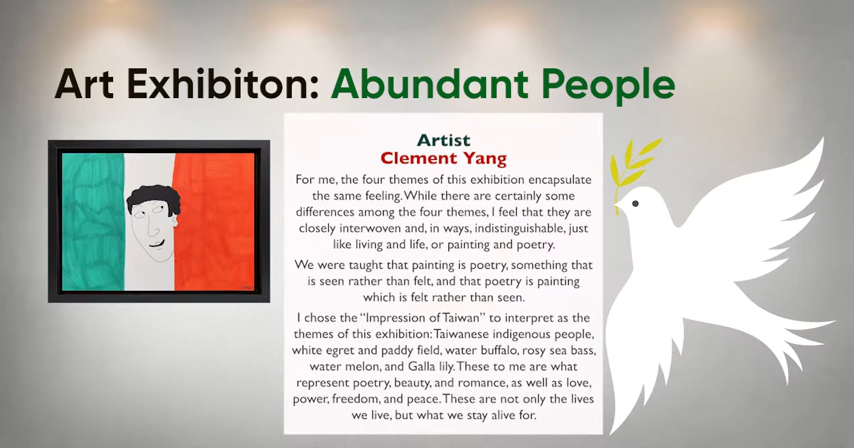 Art Exhibiton: Abundant People
Artist
Clement Yang
For me, the four themes of this exhibition encapsulate
the same feeling. While there are certainly some
differences among the four themes, I feel that they are
closely interwoven and, in ways, indistinguishable, just
like living and life, or painting and poetry.
We were taught that painting is poetry, something that
is seen rather than felt, and that poetry is painting
which is felt rather than seen.
I chose the “Impression of Taiwan” to interpret as the
themes of this exhibition: Taiwanese indigenous people,
white egret and paddy field, water buffalo, rosy sea bass,
water melon, and Galla lily. These to me are what
represent poetry, beauty, and romance, as well as love,
power, freedom, and peace. These are not only the lives
we live, but what we stay alive for.